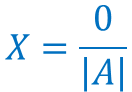 X = 0 / |A|